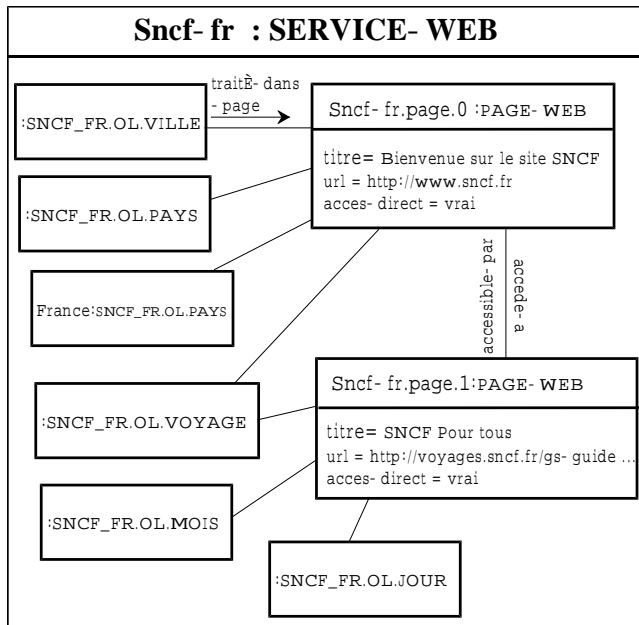 Sncf- fr : SERVICE- WEB
traitÈ- dans
- page
:SNCF_FR.OL.VILLE
Sncf- fr.page.0 :PAGE- WEB
titre= Bienvenue sur le site SNCF
url = http://www.sncf.fr
acces- direct = vrai
:SNCF_FR.OL.PAYS
France:SNCF_FR.OL.PAYS
accessible- par
accede- a
Sncf- fr.page.1:PAGE- WEB
titre= SNCF Pour tous
url = http://voyages.sncf.fr/gs- guide ...
acces- direct = vrai
:SNCF_FR.OL.VOYAGE
:SNCF_FR.OL.MOIS
:SNCF_FR.OL.JOUR